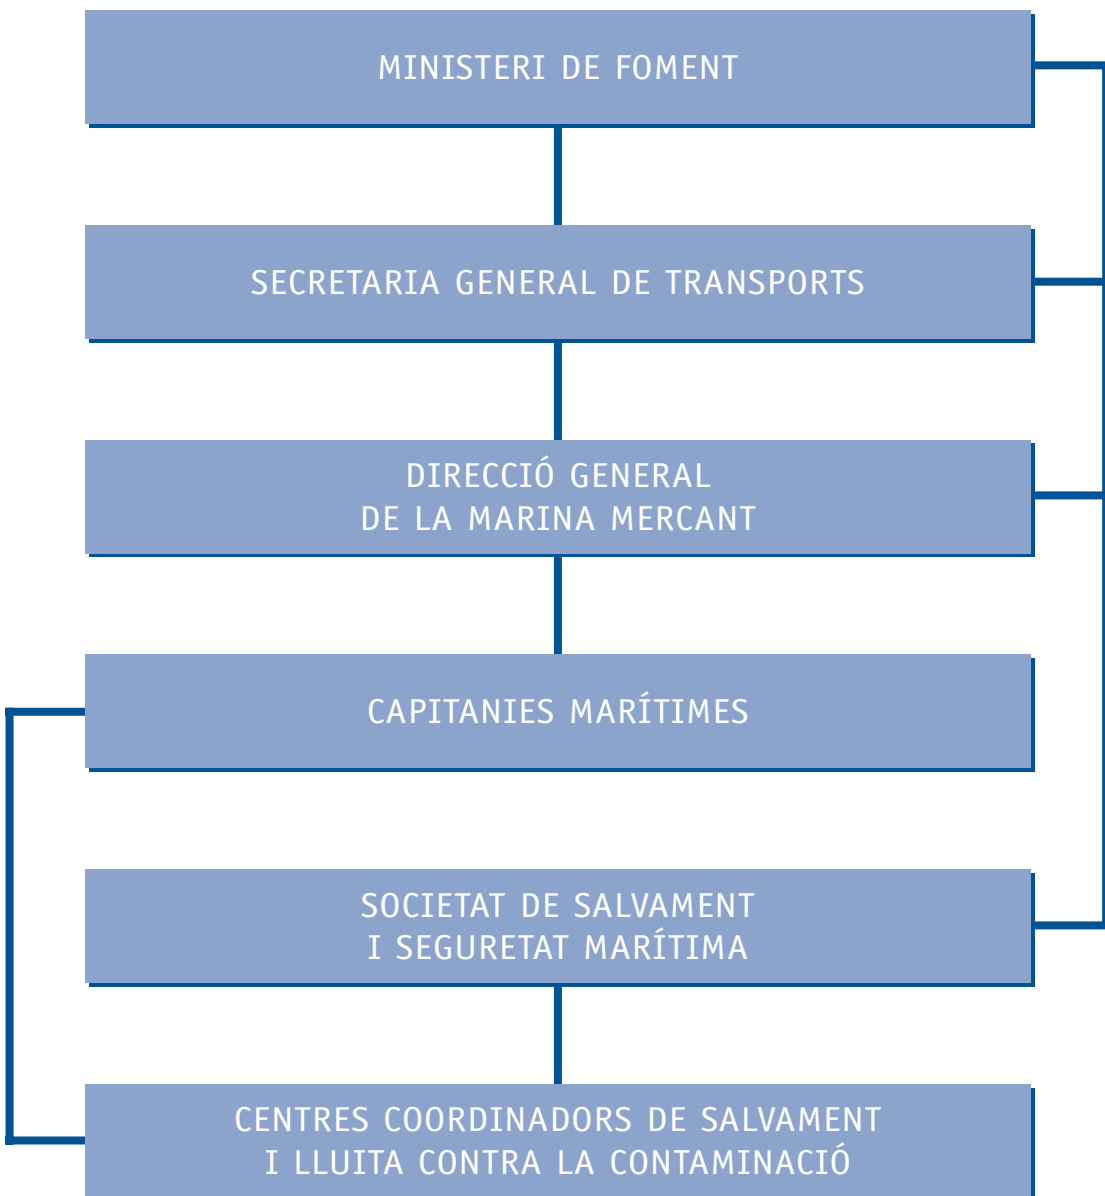 MINISTERI DE FOMENT
SECRETARIA GENERAL DE TRANSPORTS
DIRECCIÓ GENERAL
DE LA MARINA MERCANT
CAPITANIES MARÍTIMES
SOCIETAT DE SALVAMENT
I SEGURETAT MARÍTIMA
CENTRES COORDINADORS DE SALVAMENT
I LLUITA CONTRA LA CONTAMINACIÓ